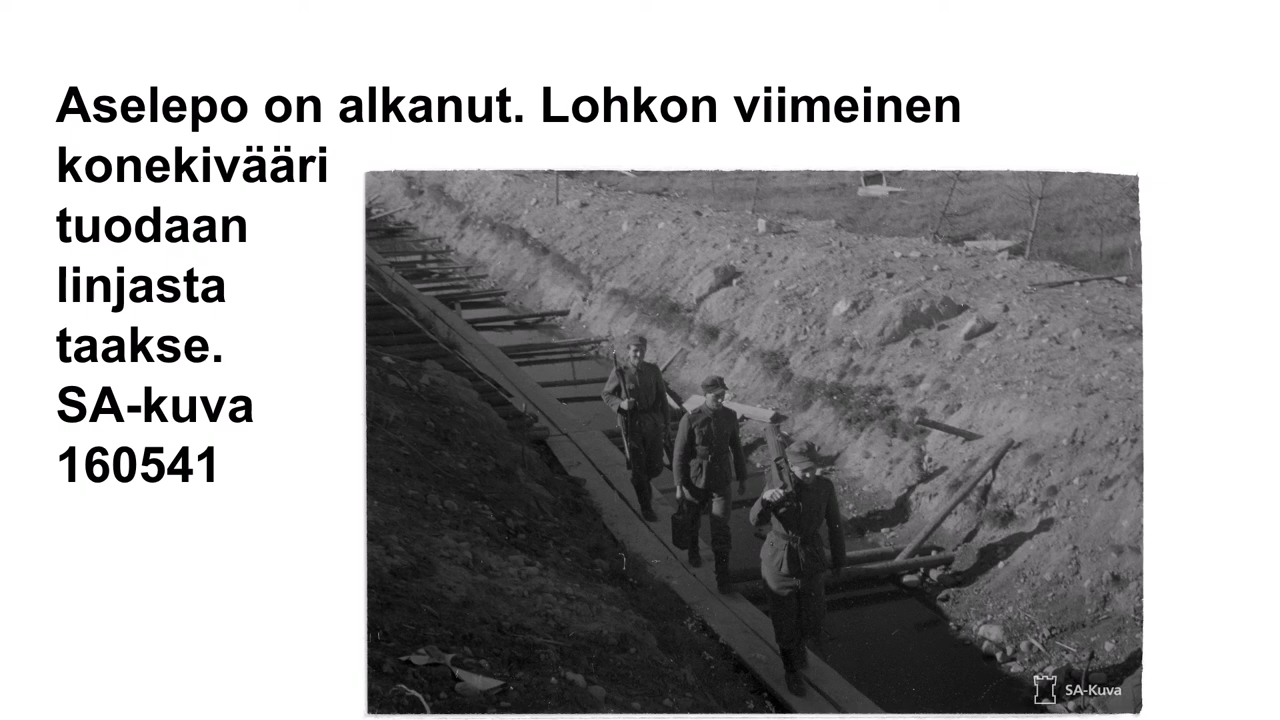 Aselepo on alkanut. Lohkon viimeinen
konekivääri
tuodaan
linjasta
taakse.
SA-kuva
160541
SA-Kuva